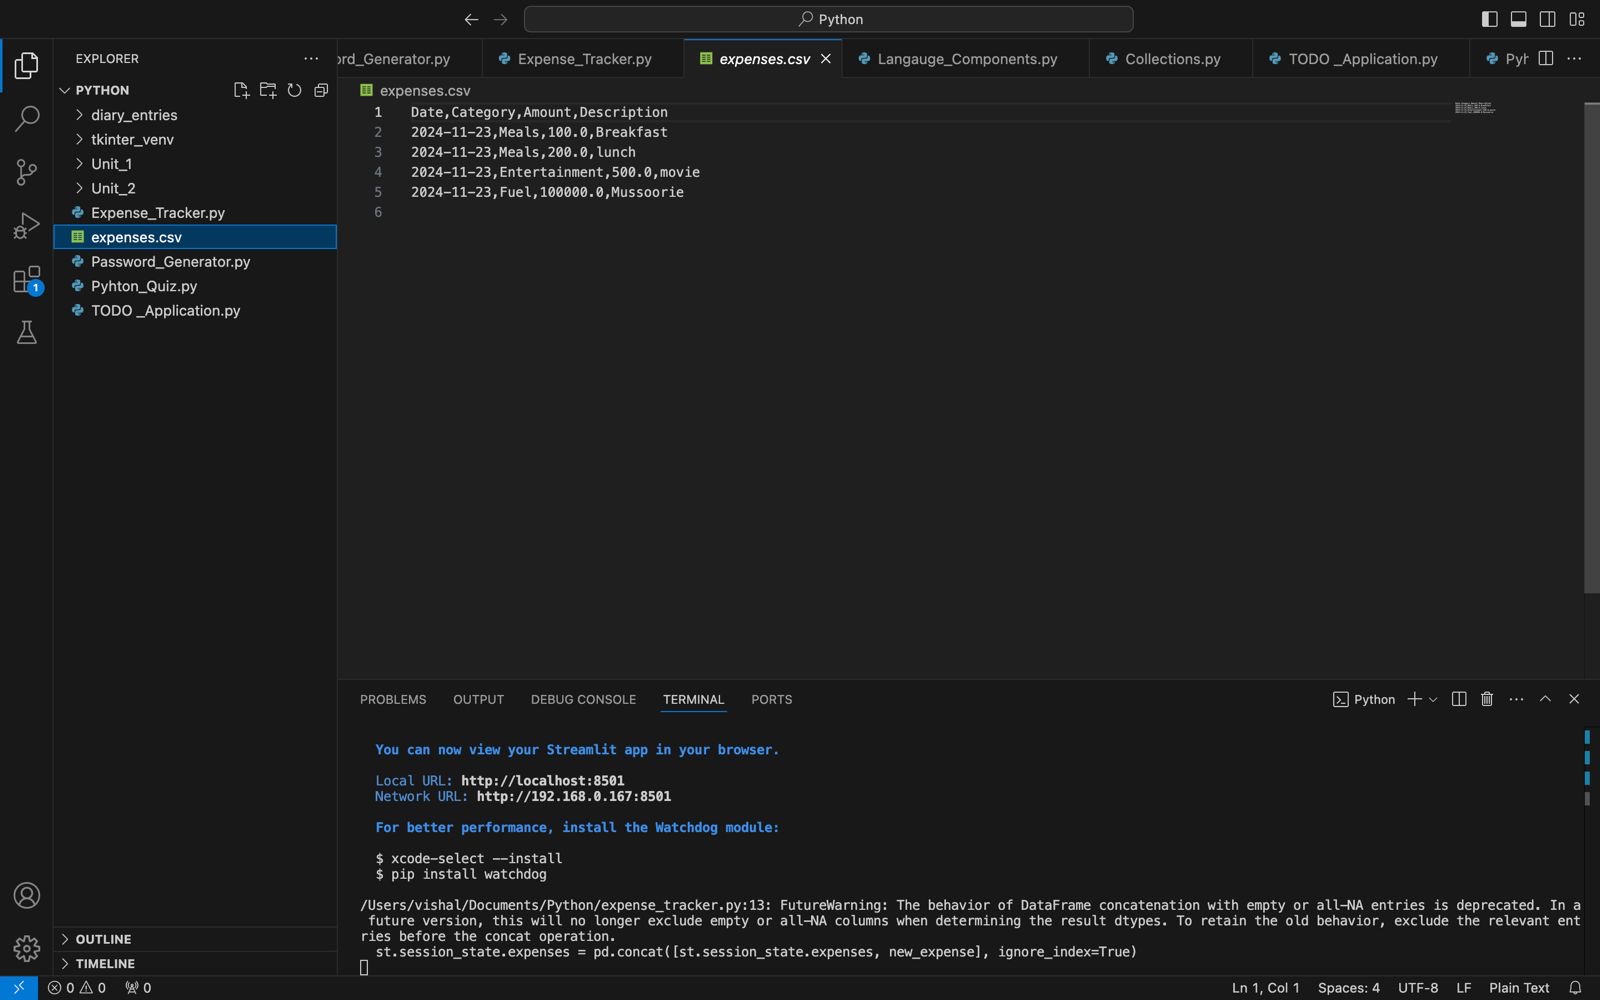 Python
EXPLORER
PYTHON
diary_entries
tkinter_venv
Unit_1
Unit_2
Expense_Tracker.py
expenses.csv
Password_Generator.py
Pyhton_Quiz.py
TODO _Application.py
1
OUTLINE
TIMELINE
ord_Generator.py
Expense_Tracker.py
expenses.csv
Langauge_Components.py
Collections.py
TODO _Application.py
Pyh
expenses.csv
1 Date,Category,Amount,Description
2 2024-11-23,Meals,100.0,Breakfast
3 2024-11-23,Meals,200.0,lunch
4 2024-11-23,Entertainment,500.0,movie
5 2024-11-23,Fuel,100000.0,Mussoorie
6
PROBLEMS OUTPUT DEBUG CONSOLE TERMINAL PORTS
Python
You can now view your Streamlit app in your browser.
Local URL: http://localhost:8501
Network URL: http://192.168.0.167:8501
For better performance, install the Watchdog module:
$ xcode-select --install
$ pip install watchdog
/Users/vishal/Documents/Python/expense_tracker.py:13: FutureWarning: The behavior of DataFrame concatenation with empty or all-NA entries is deprecated. In a
future version, this will no longer exclude empty or all-NA columns when determining the result dtypes. To retain the old behavior, exclude the relevant ent
ries before the concat operation.
st.session_state.expenses = pd.concat([st.session_state.expenses, new_expense], ignore_index=True)
0 0 0
Ln 1, Col 1 Spaces: 4 UTF-8 LF Plain Text